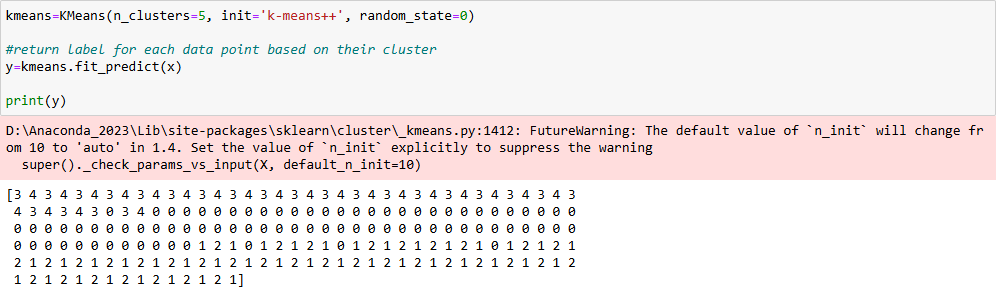 kmeans=KMeans(n_clusters=5, init='k-means++', random_state=0)
#return label for each data point based on their cluster
y=kmeans.fit_predict(x)
print(y)
D:\Anaconda_2023\Lib\site-packages\sklearn\cluster\_kmeans.py:1412: FutureWarning: The default value of `n_init` will change fr
om 10 to 'auto' in 1.4. Set the value of `n_init` explicitly to suppress the warning
super()._check_params_vs_input(X, default_n_init=10)
[3 4 3 4 3 4 3 4 3 4 3 4 3 4 3 4 3 4 3 4 3 4 3 4 3 4 3 4 3 4 3 4 3 4 3 4 3
4 3 4 3 4 3 0 3 4 0 0 0 0 0 0 0 0 0 0 0 0 0 0 0 0 0 0 0 0 0 0 0 0 0 0 0 0
0 0 0 0 0 0 0 0 0 0 0 0 0 0 0 0 0 0 0 0 0 0 0 0 0 0 0 0 0 0 0 0 0 0 0 0 0
0 0 0 0 0 0 0 0 0 0 0 0 1 2 1 0 1 2 1 2 1 0 1 2 1 2 1 2 1 2 1 0 1 2 1 2 1
2 1 2 1 2 1 2 1 2 1 2 1 2 1 2 1 2 1 2 1 2 1 2 1 2 1 2 1 2 1 2 1 2 1 2 1 2
1 2 1 2 1 2 1 2 1 2 1 2 1 2 1]